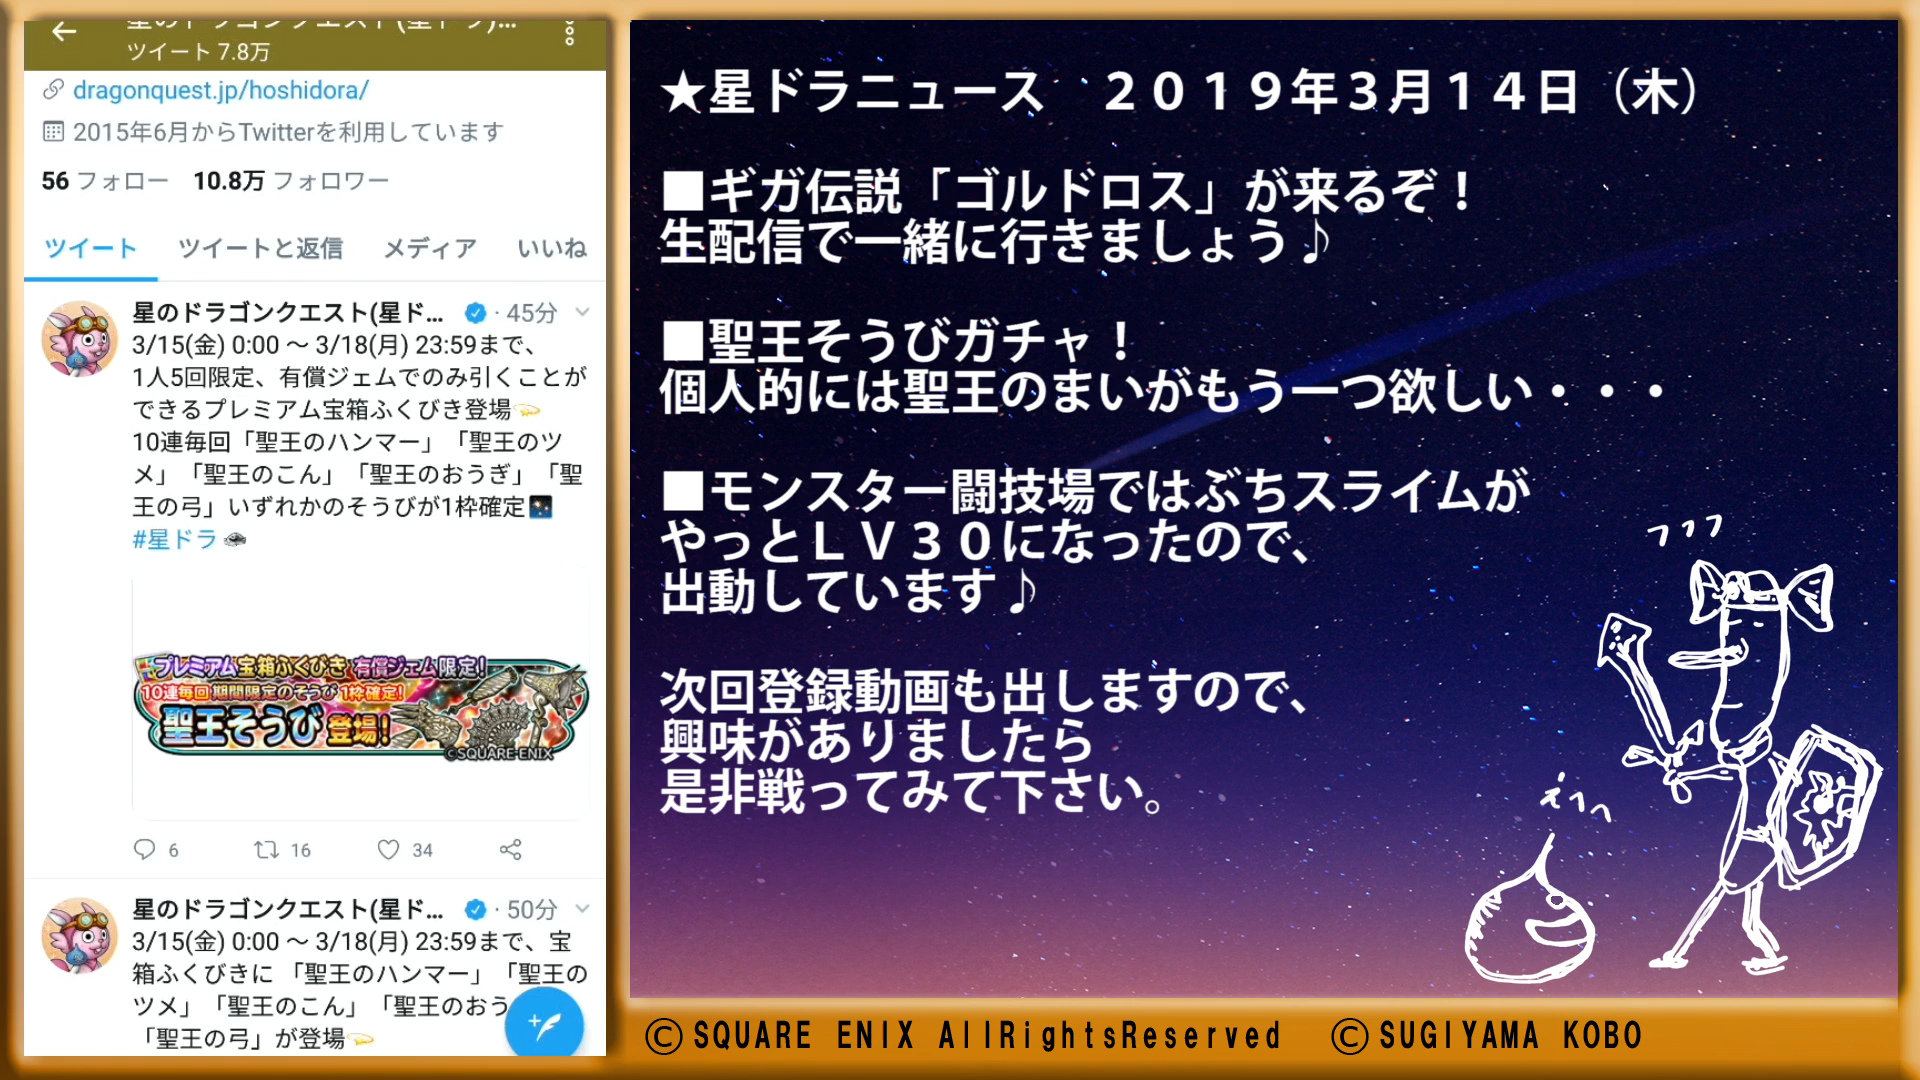 星のドラゴンクエスト(星ドラ)...
ツイート 7.8万
dragonquest.jp/hoshidora/
2015年6月からTwitterを利用しています
56 フォロー 10.8万 フォロワー
ツイート ツイートと返信 メディア いいね
星のドラゴンクエスト(星ド... · 45分
3/15(金) 0:00 〜 3/18(月) 23:59まで、
1人5回限定、有償ジェムでのみ引くことが
できるプレミアム宝箱ふくびき登場💫
10連毎回「聖王のハンマー」「聖王のツ
メ」「聖王のこん」「聖王のおうぎ」「聖
王の弓」いずれかのそうびが1枠確定🌌
#星ドラ
プレミアム宝箱ふくびき 有償ジェム限定!
10連毎回 期間限定のそうび 1枠確定!
聖王そうび 登場!
©SQUARE ENIX
6 16 34
星のドラゴンクエスト(星ド... · 50分
3/15(金) 0:00 〜 3/18(月) 23:59まで、宝
箱ふくびきに 「聖王のハンマー」「聖王の
ツメ」「聖王のこん」「聖王のおう
「聖王の弓」が登場💫
★星ドラニュース　２０１９年３月１４日（木）
■ギガ伝説「ゴルドロス」が来るぞ！
生配信で一緒に行きましょう♪
■聖王そうびガチャ！
個人的には聖王のまいがもう一つ欲しい・・・
■モンスター闘技場ではぶちスライムが
やっとＬＶ３０になったので、
出動しています♪
次回登録動画も出しますので、
興味がありましたら
是非戦ってみて下さい。
フフフ
©SQUARE ENIX AllRightsReserved ©SUGIYAMA KOBO